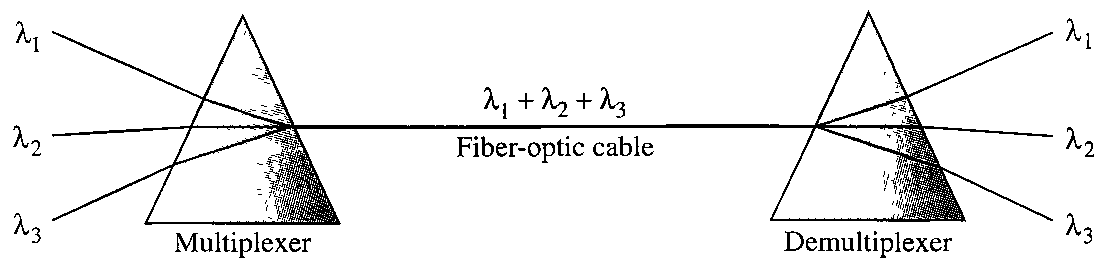 λ1
λ2
λ3
Multiplexer
λ1 + λ2 + λ3
Fiber-optic cable
λ1
λ2
λ3
Demultiplexer